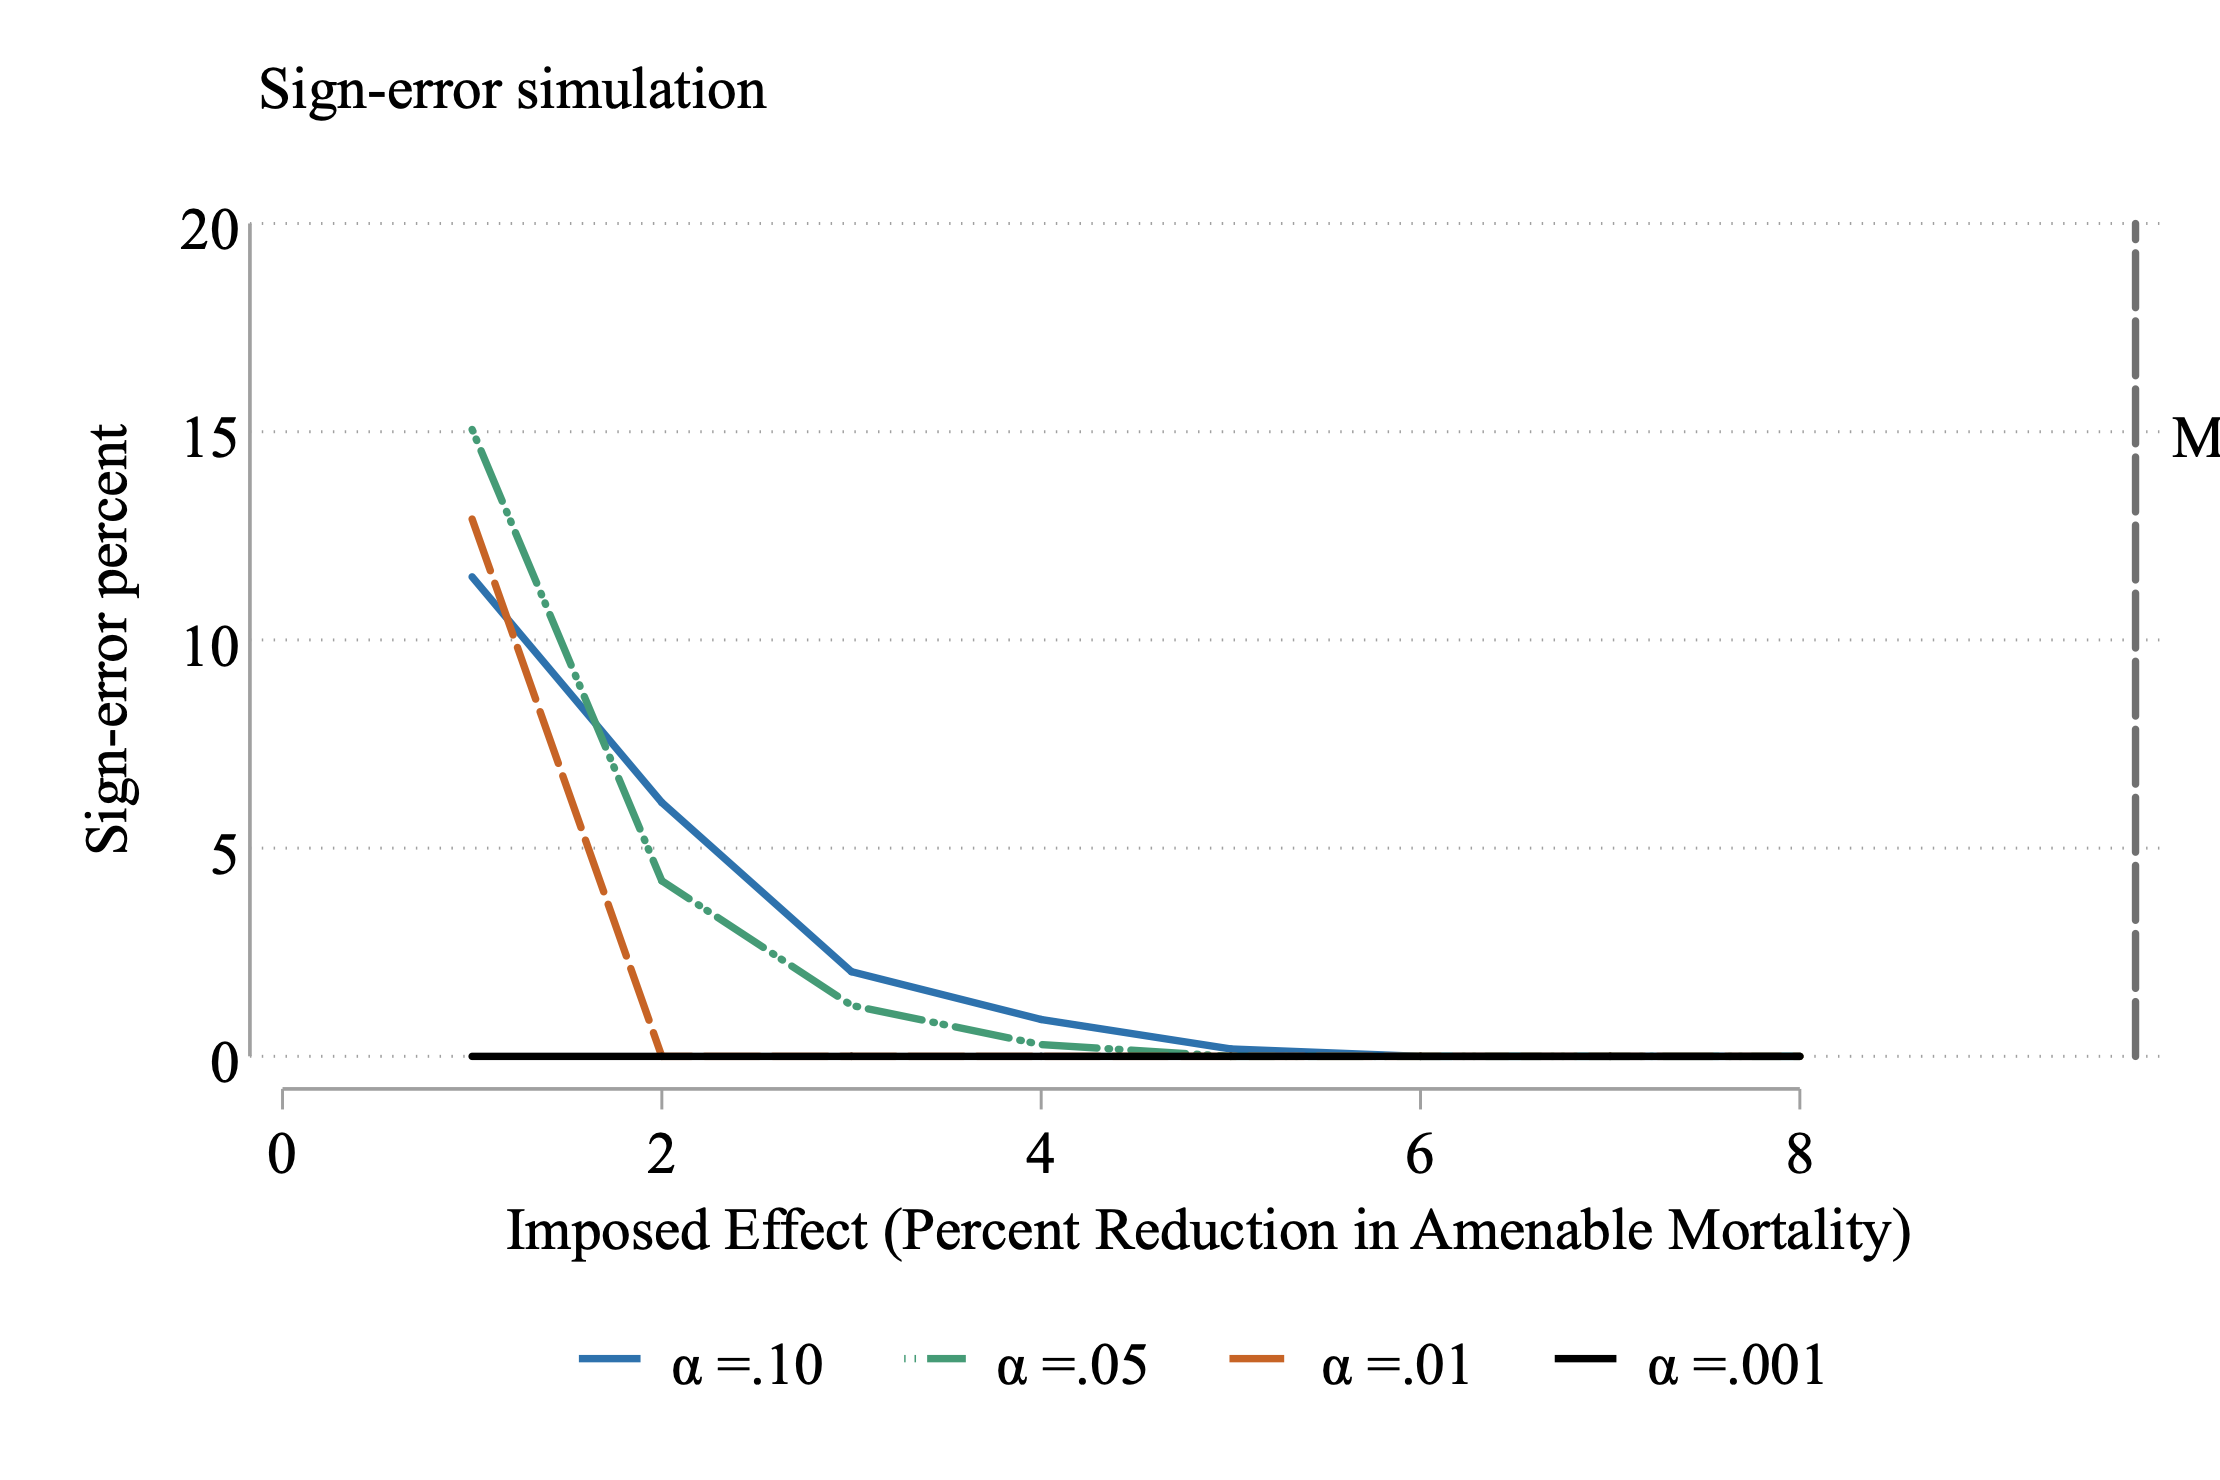 Sign-error simulation
20
15
10
5
0
Sign-error percent
M
0 2 4 6 8
Imposed Effect (Percent Reduction in Amenable Mortality)
α =.10 α =.05 α =.01 α =.001